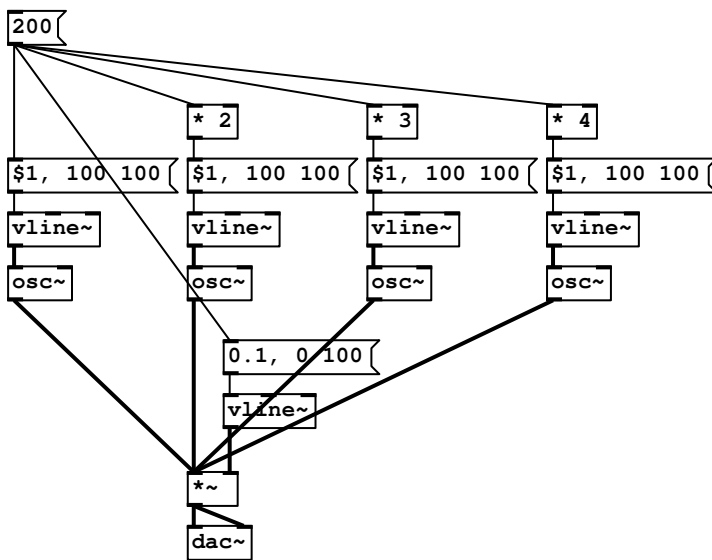 200
* 2
* 3
* 4
$1, 100 100
$1, 100 100
$1, 100 100
$1, 100 100
vline~
vline~
vline~
vline~
osc~
osc~
osc~
osc~
0.1, 0 100
vline~
*~
dac~